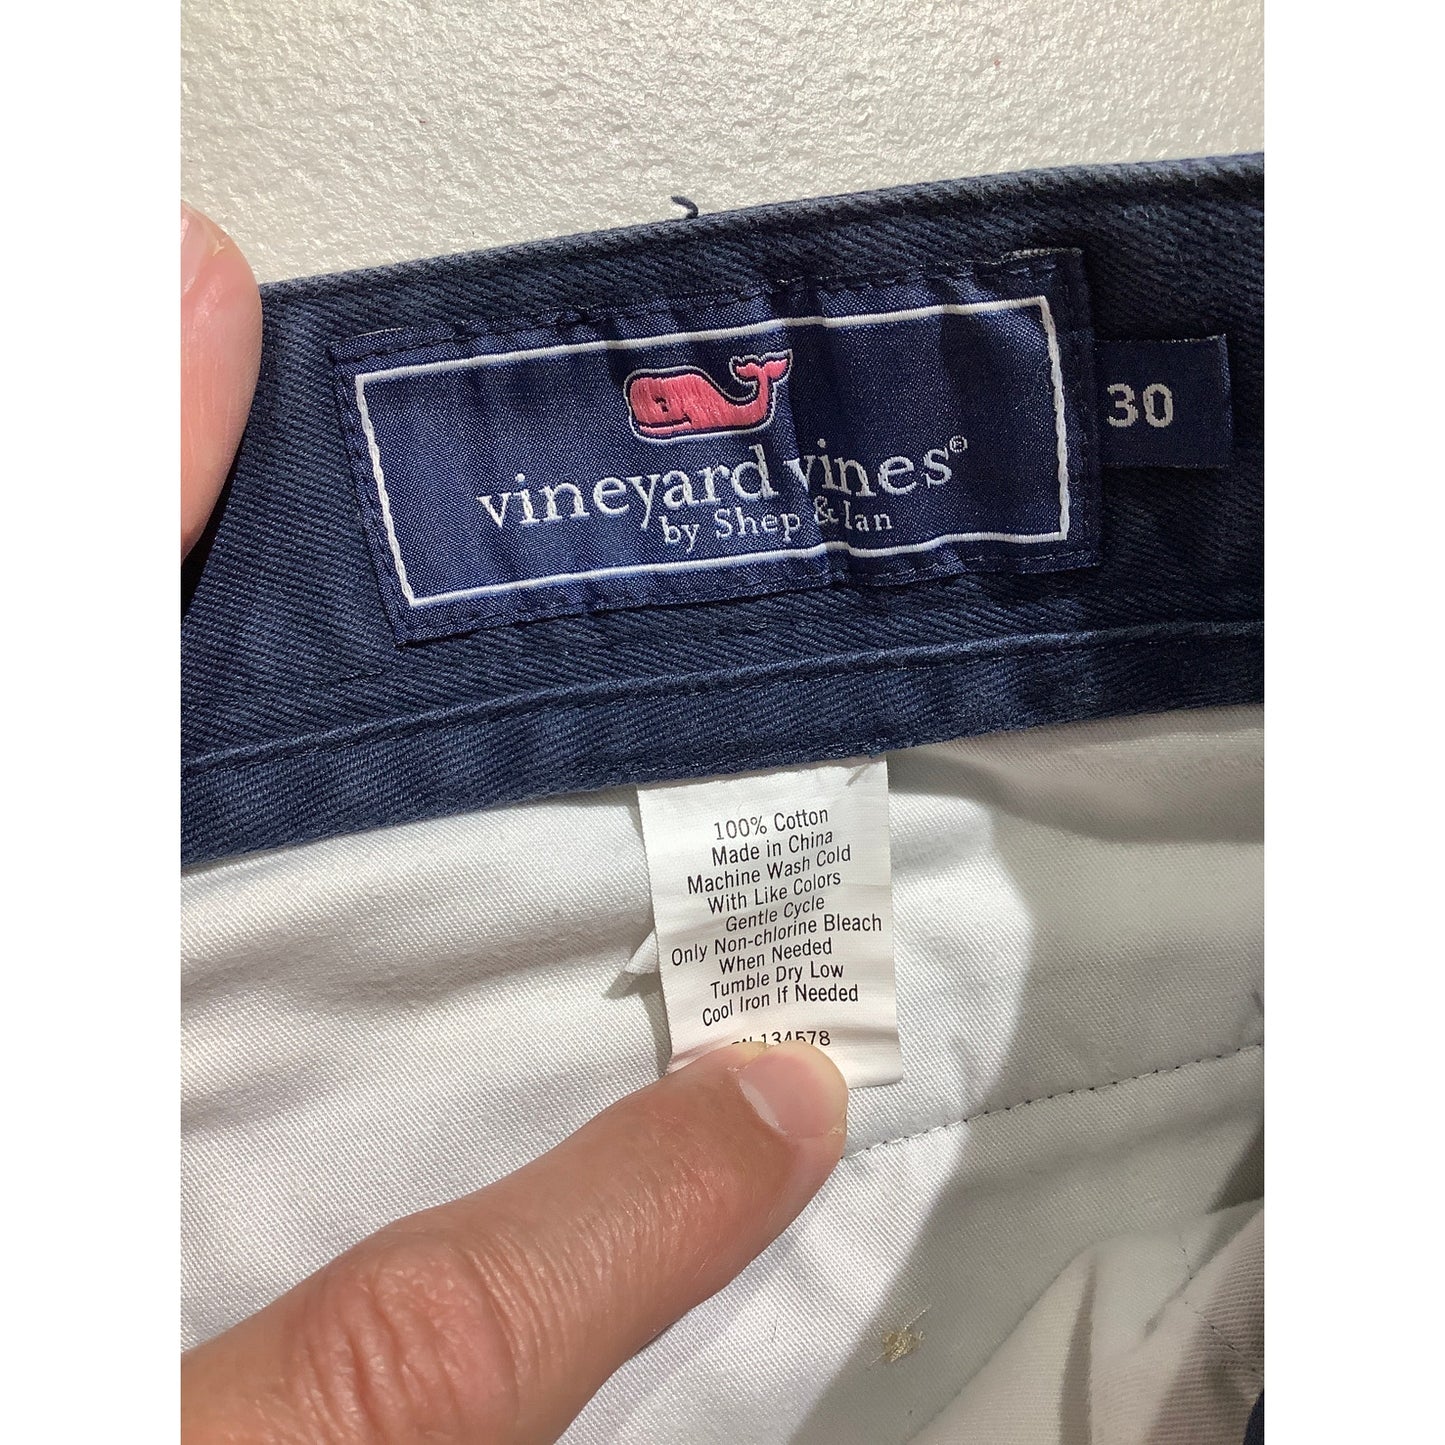 vineyard vines®
by Shep & Ian
30
100% Cotton
Made in China
Machine Wash Cold
With Like Colors
Gentle Cycle
Only Non-chlorine Bleach
When Needed
Tumble Dry Low
Cool Iron If Needed
134578